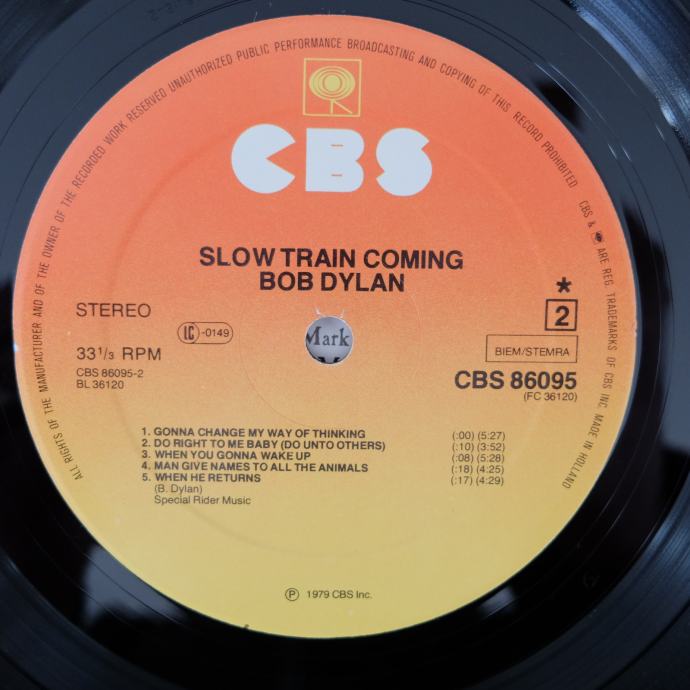 ALL RIGHTS OF THE MANUFACTURER AND OF THE OWNER OF THE RECORDED WORK RESERVED UNAUTHORIZED PUBLIC PERFORMANCE BROADCASTING AND COPYING OF THIS RECORD PROHIBITED
CBS & ARE REG. TRADEMARKS OF CBS INC. MADE IN HOLLAND
CBS
SLOW TRAIN COMING
BOB DYLAN
STEREO
LC-0149
33 1/3 RPM
CBS 86095-2
BL 36120
Mark
*
2
BIEM/STEMRA
CBS 86095
(FC 36120)
1. GONNA CHANGE MY WAY OF THINKING (:00) (5:27)
2. DO RIGHT TO ME BABY (DO UNTO OTHERS) (:10) (3:52)
3. WHEN YOU GONNA WAKE UP (:08) (5:28)
4. MAN GIVE NAMES TO ALL THE ANIMALS (:18) (4:25)
5. WHEN HE RETURNS (:17) (4:29)
(B. Dylan)
Special Rider Music
Ⓟ 1979 CBS Inc.